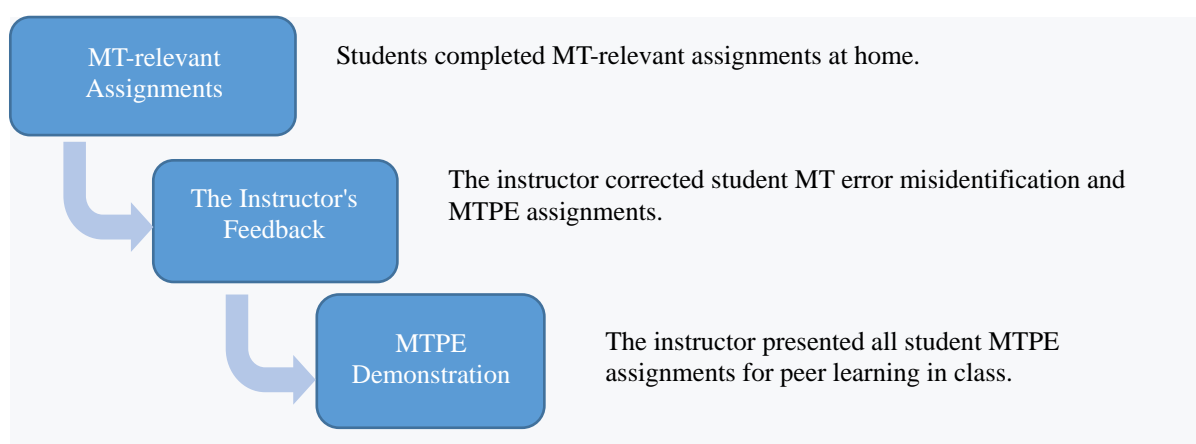 MT-relevant
Assignments
Students completed MT-relevant assignments at home.
The Instructor's
Feedback
The instructor corrected student MT error misidentification and
MTPE assignments.
MTPE
Demonstration
The instructor presented all student MTPE
assignments for peer learning in class.